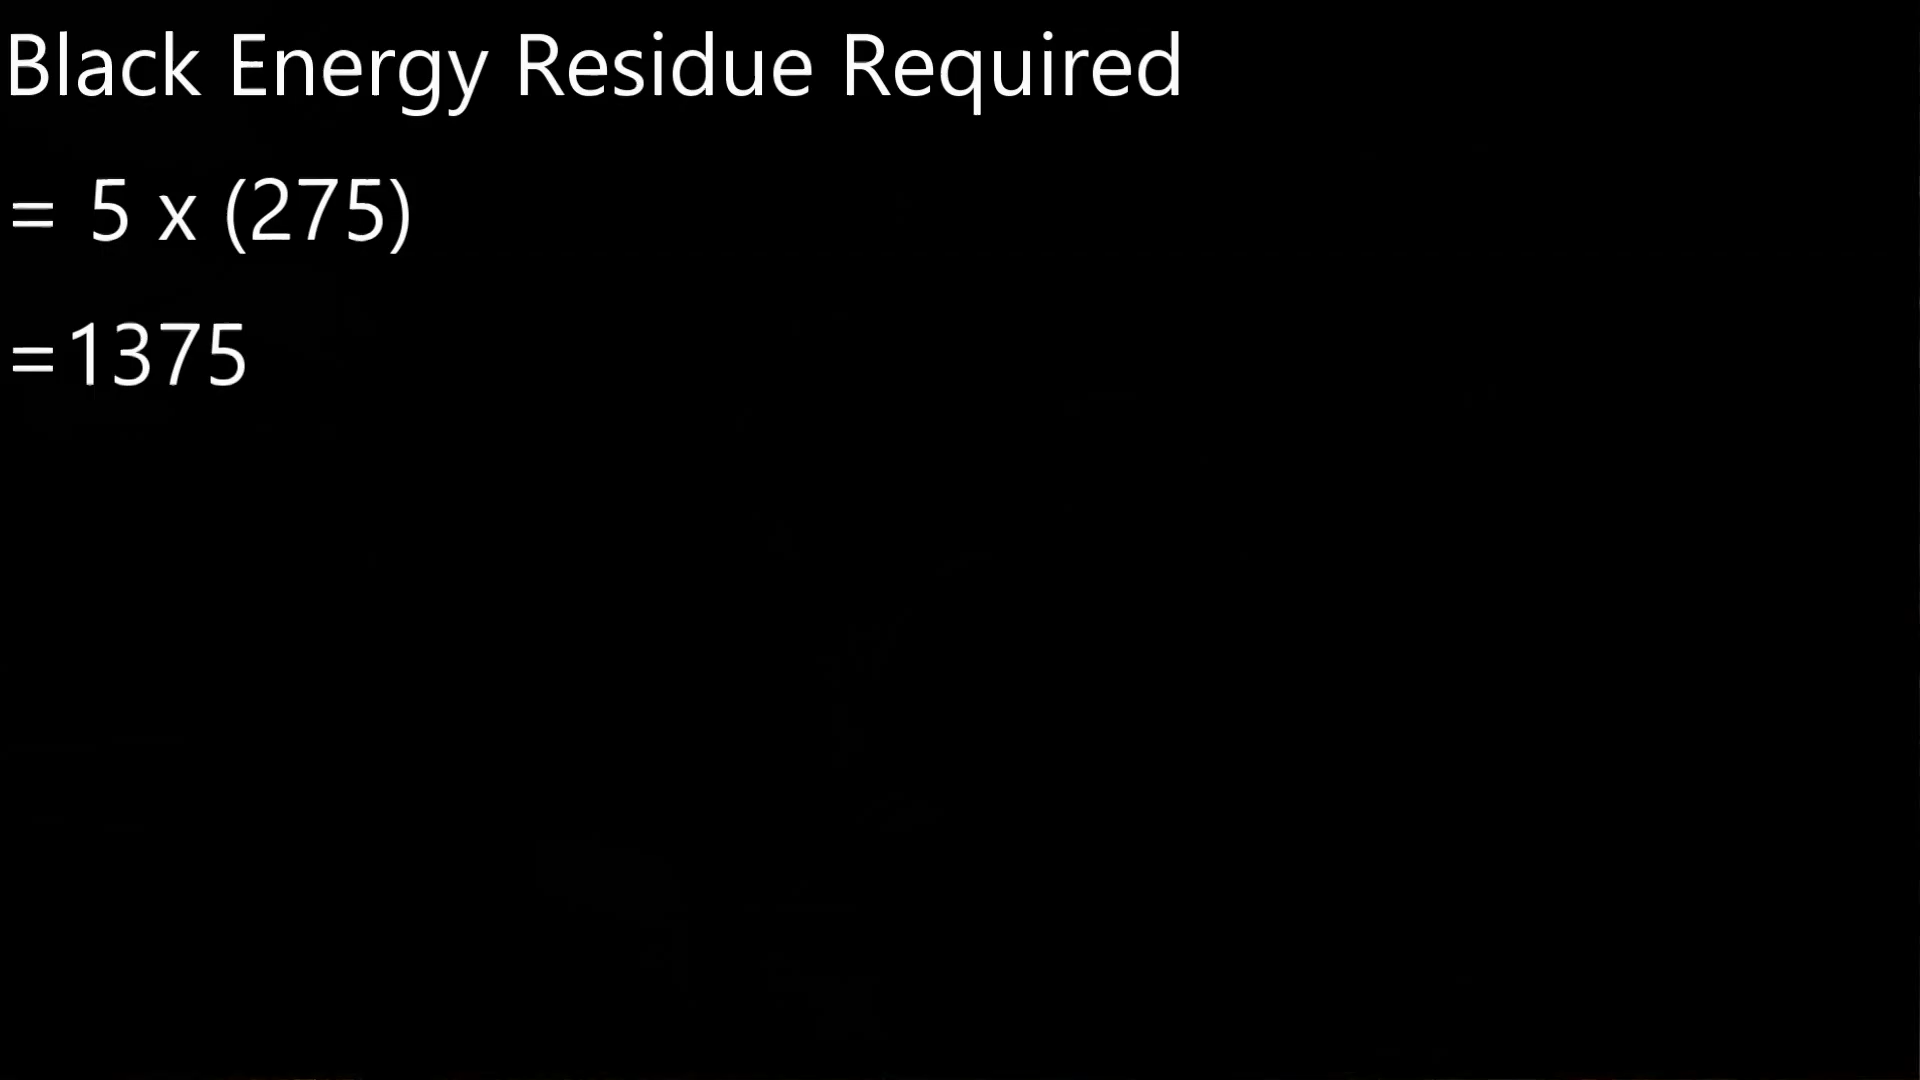 Black Energy Residue Required
= 5 x (275)
=1375